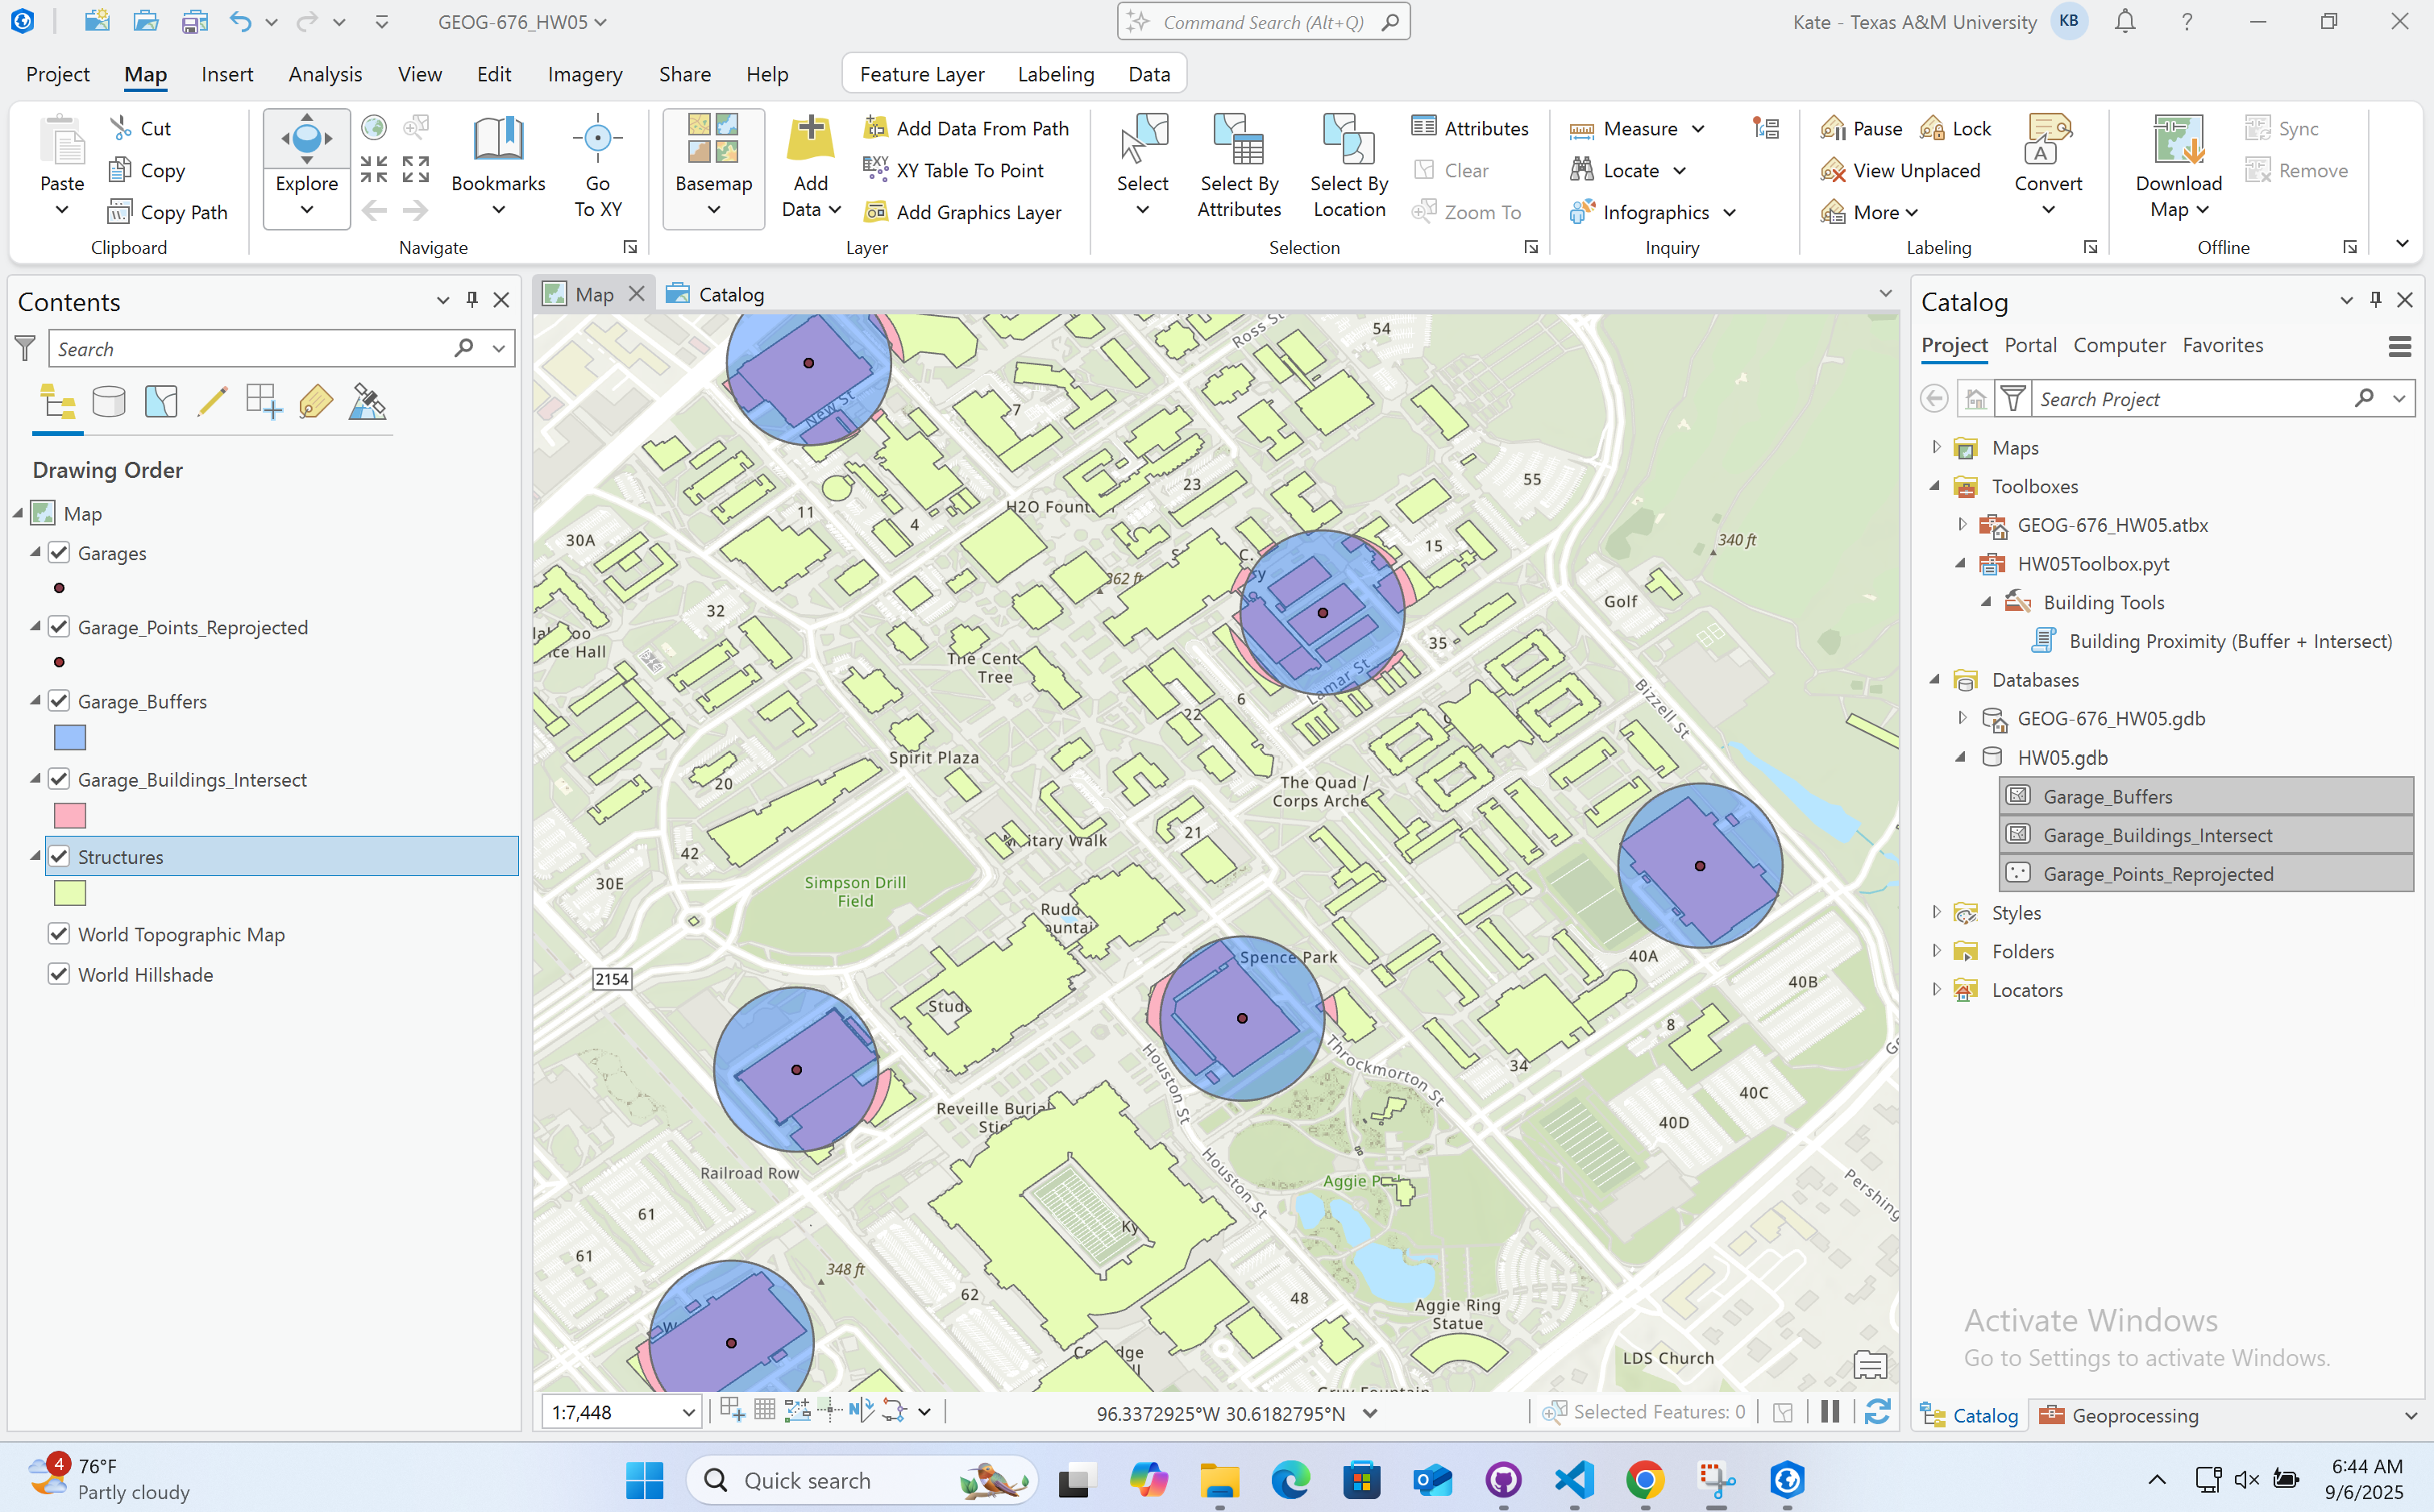 GEOG-676_HW05
Command Search (Alt+Q)
Kate - Texas A&M University
KB
Project
Map
Insert
Analysis
View
Edit
Imagery
Share
Help
Feature Layer
Labeling
Data
Paste
Cut
Copy
Copy Path
Clipboard
Explore
Bookmarks
Go
To XY
Navigate
Basemap
Add
Data
Add Data From Path
XY Table To Point
Add Graphics Layer
Layer
Select
Select By
Attributes
Select By
Location
Attributes
Clear
Zoom To
Selection
Measure
Locate
Infographics
Inquiry
Pause
Lock
View Unplaced
More
Convert
Labeling
Download
Map
Sync
Remove
Offline
Contents
Search
Drawing Order
Map
Garages
Garage_Points_Reprojected
Garage_Buffers
Garage_Buildings_Intersect
Structures
World Topographic Map
World Hillshade
Map
Catalog
Ross St
54
7
New St
23
55
11
4
H2O Fount
30A
15
340 ft
362 ft
32
Golf
35
The Cent
Tree
ce Hall
Lamar St
6
22
Bizzell St
Spirit Plaza
20
The Quad /
Corps Arche
21
itary Walk
42
30E
Simpson Drill
Field
Rudd
ountai
2154
Spence Park
40A
40B
Stud
8
34
Houston St
Throckmorton St
40C
40D
Reveille Burial
Site
Railroad Row
Aggie P
Pershing
61
61
Houston St
Ky
348 ft
62
48
Aggie Ring
Statue
LDS Church
1:7,448
96.3372925°W 30.6182795°N
Selected Features: 0
Catalog
Project
Portal
Computer
Favorites
Search Project
Maps
Toolboxes
GEOG-676_HW05.atbx
HW05Toolbox.pyt
Building Tools
Building Proximity (Buffer + Intersect)
Databases
GEOG-676_HW05.gdb
HW05.gdb
Garage_Buffers
Garage_Buildings_Intersect
Garage_Points_Reprojected
Styles
Folders
Locators
Activate Windows
Go to Settings to activate Windows.
Catalog
Geoprocessing
4
76°F
Partly cloudy
Quick search
6:44 AM
9/6/2025